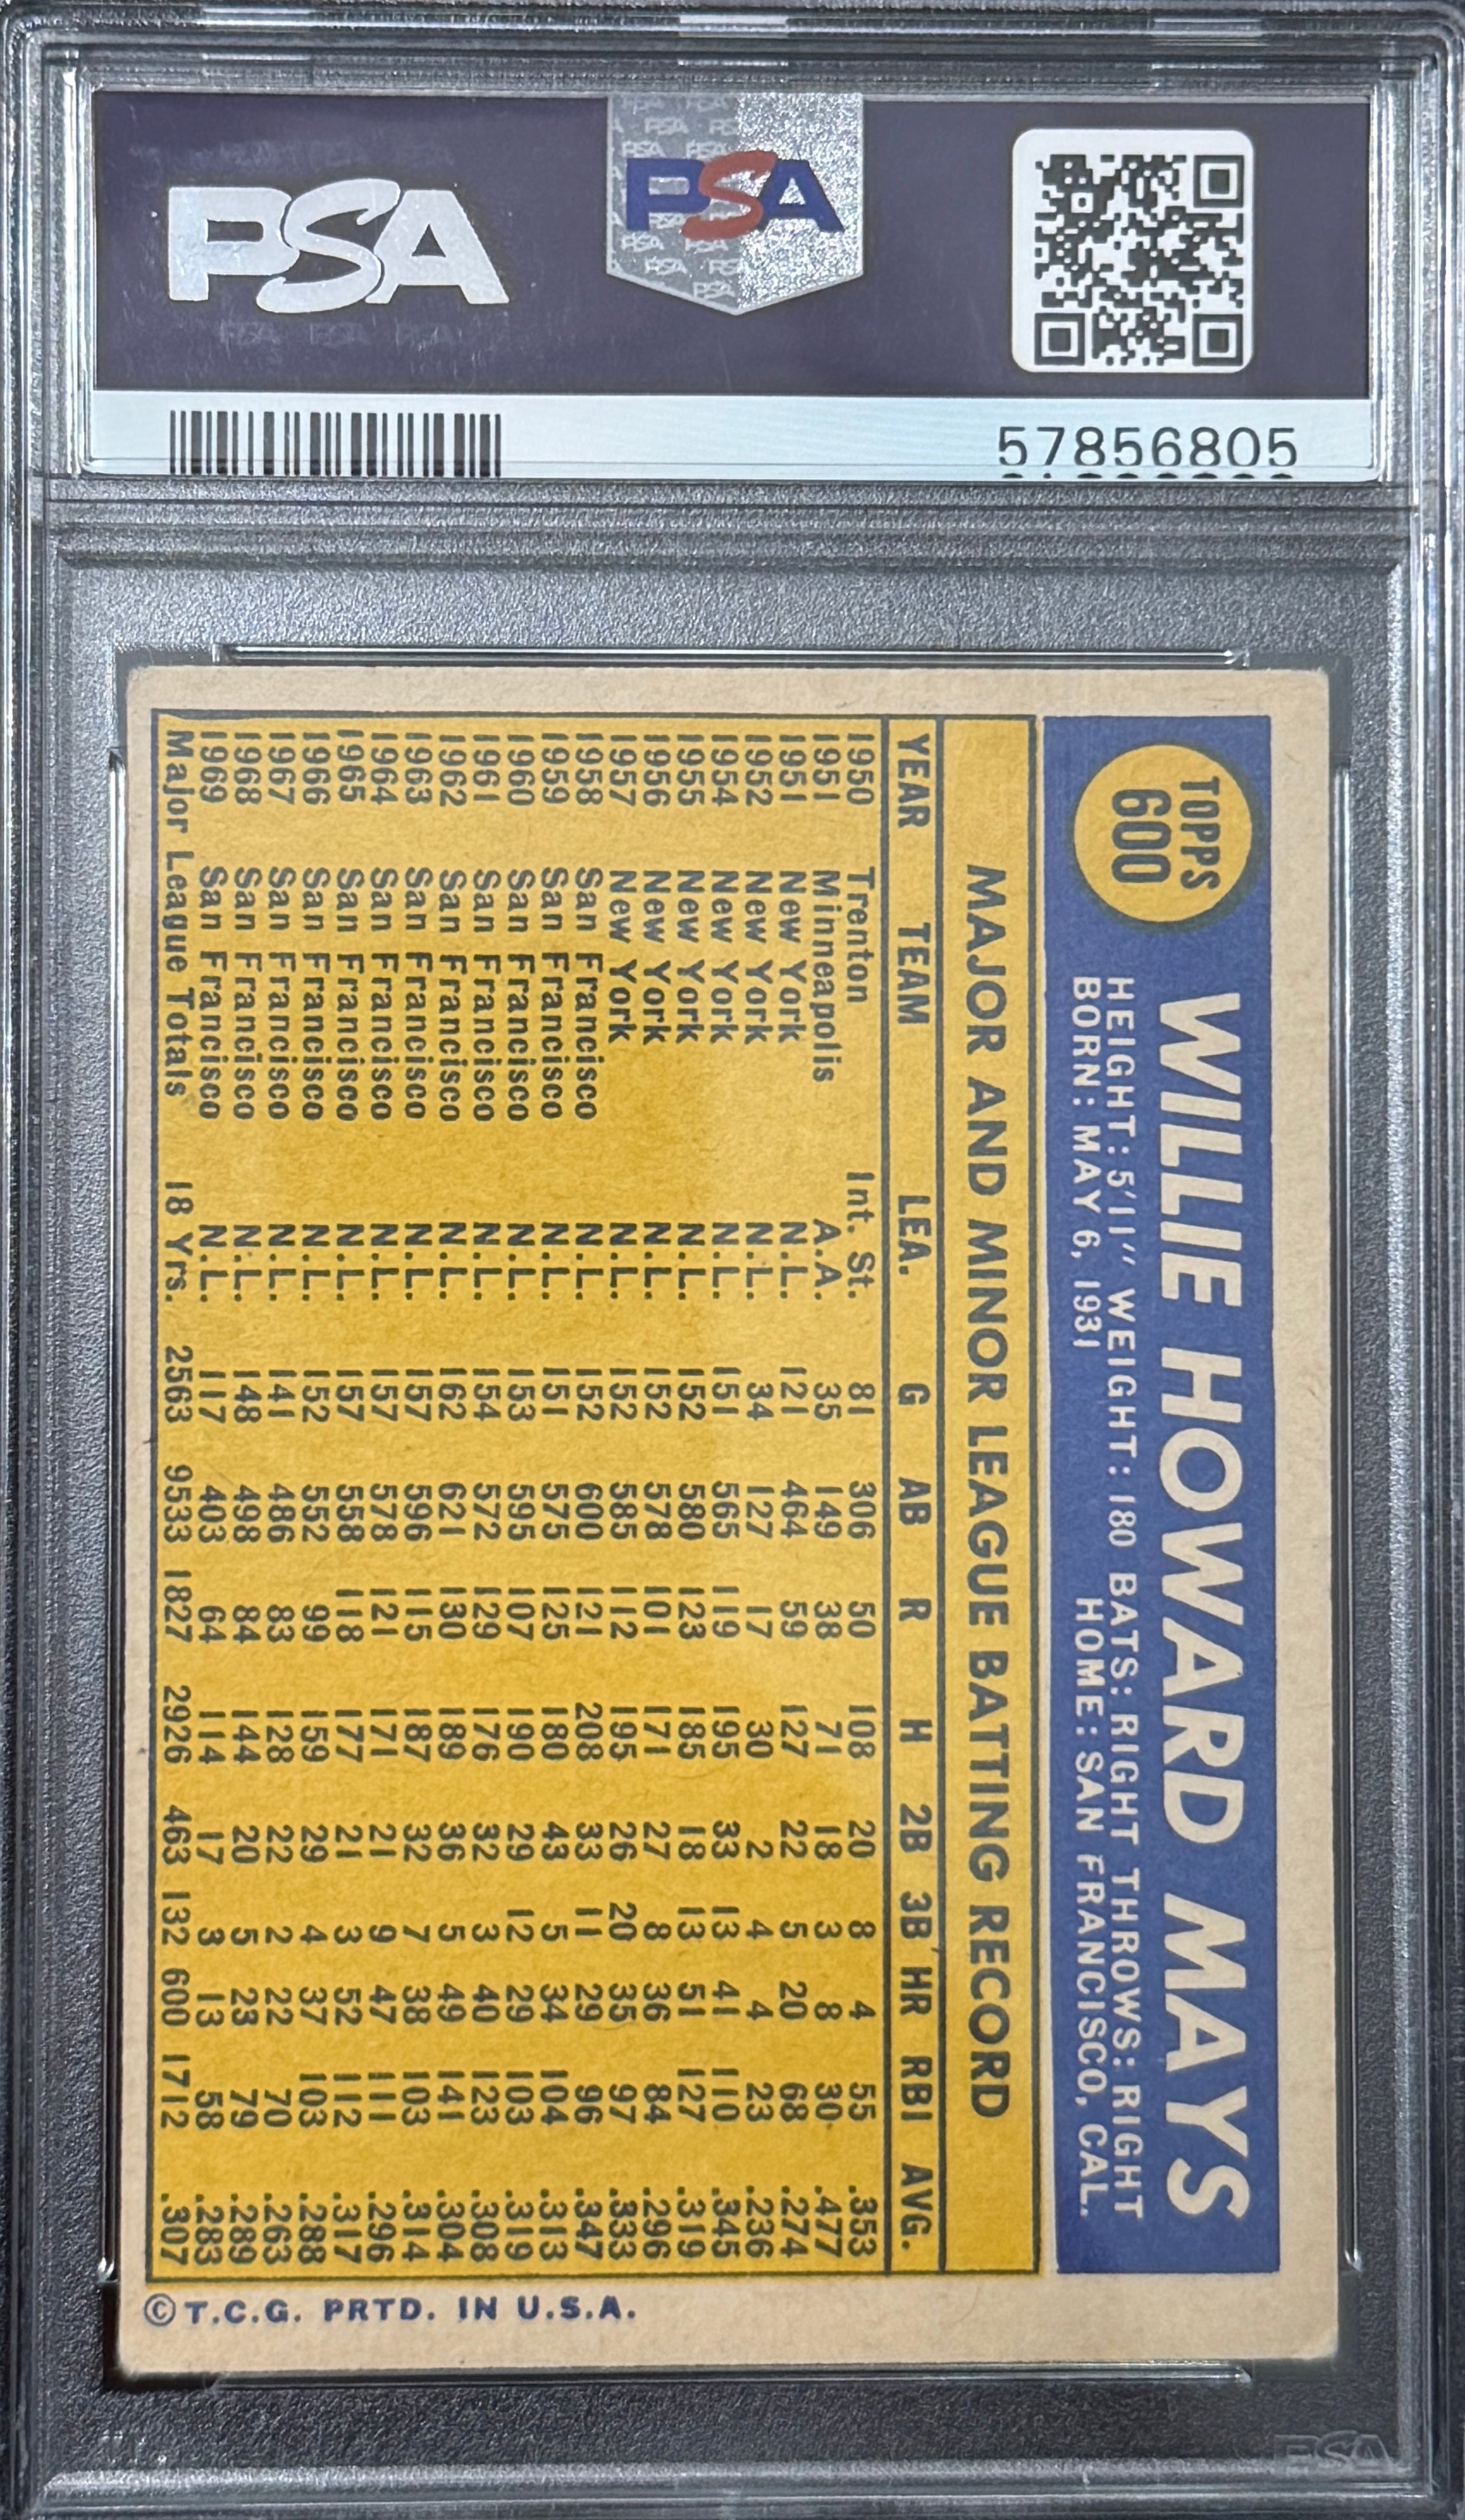 PSA
PSA
57856805
TOPPS
600
WILLIE HOWARD MAYS
HEIGHT: 5'11" WEIGHT: 180 BATS: RIGHT THROWS: RIGHT
BORN: MAY 6, 1931 HOME: SAN FRANCISCO, CAL.
MAJOR AND MINOR LEAGUE BATTING RECORD
YEAR TEAM LEA. G AB R H 2B 3B HR RBI AVG.
1950 Trenton Int. St. 81 306 50 108 20 8 4 55 .353
1951 Minneapolis A.A. 35 149 38 71 18 3 8 30 .477
1951 New York N.L. 121 464 59 127 22 5 20 68 .274
1952 New York N.L. 34 127 17 30 2 4 4 23 .236
1954 New York N.L. 151 565 119 195 33 13 41 110 .345
1955 New York N.L. 152 580 123 185 18 13 51 127 .319
1956 New York N.L. 152 578 101 171 27 8 36 84 .296
1957 New York N.L. 152 585 112 195 26 20 35 97 .333
1958 San Francisco N.L. 152 600 121 208 33 11 29 96 .347
1959 San Francisco N.L. 151 575 125 180 43 5 34 104 .313
1960 San Francisco N.L. 153 595 107 190 29 12 29 103 .319
1961 San Francisco N.L. 154 572 129 176 32 3 40 123 .308
1962 San Francisco N.L. 162 621 130 189 36 5 49 141 .304
1963 San Francisco N.L. 157 596 115 187 32 7 38 103 .314
1964 San Francisco N.L. 157 578 121 171 21 9 47 111 .296
1965 San Francisco N.L. 157 558 118 177 21 3 52 112 .317
1966 San Francisco N.L. 152 552 99 159 29 4 37 103 .288
1967 San Francisco N.L. 141 486 83 128 22 2 22 70 .263
1968 San Francisco N.L. 148 498 84 144 20 5 23 79 .289
1969 San Francisco N.L. 117 403 64 114 17 3 13 58 .283
Major League Totals 18 Yrs. 2563 9533 1827 2926 463 132 600 1712 .307
©T.C.G. PRTD. IN U.S.A.
PSA